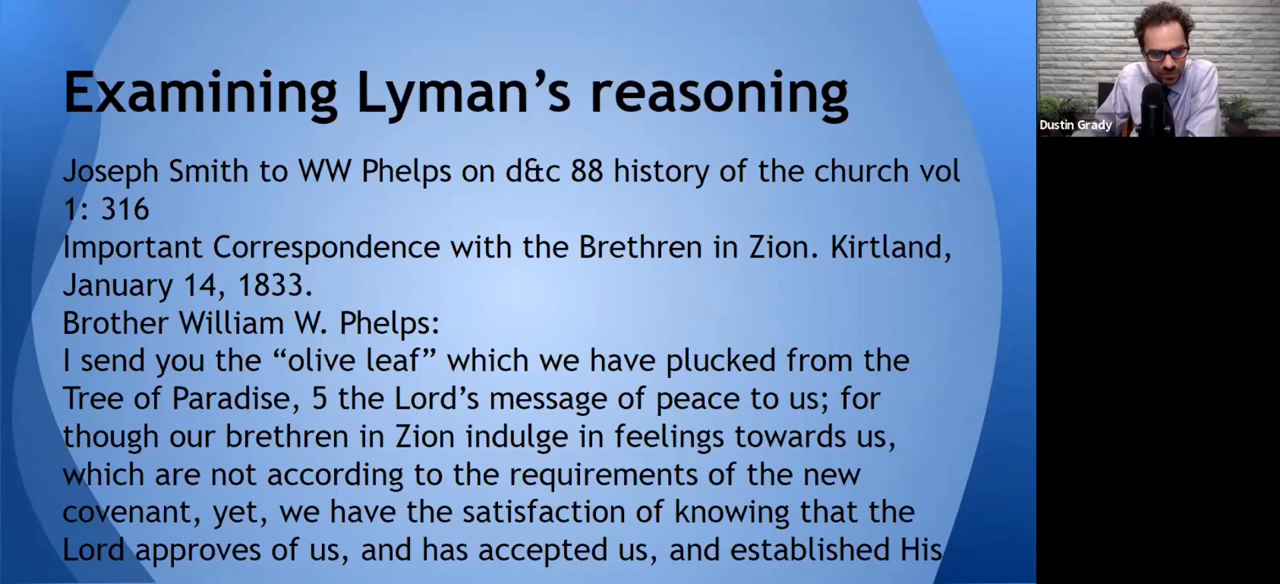 Examining Lyman’s reasoning
Joseph Smith to WW Phelps on d&c 88 history of the church vol
1: 316
Important Correspondence with the Brethren in Zion. Kirtland,
January 14, 1833.
Brother William W. Phelps:
I send you the “olive leaf” which we have plucked from the
Tree of Paradise, 5 the Lord’s message of peace to us; for
though our brethren in Zion indulge in feelings towards us,
which are not according to the requirements of the new
covenant, yet, we have the satisfaction of knowing that the
Lord approves of us, and has accepted us, and established His
Dustin Grady